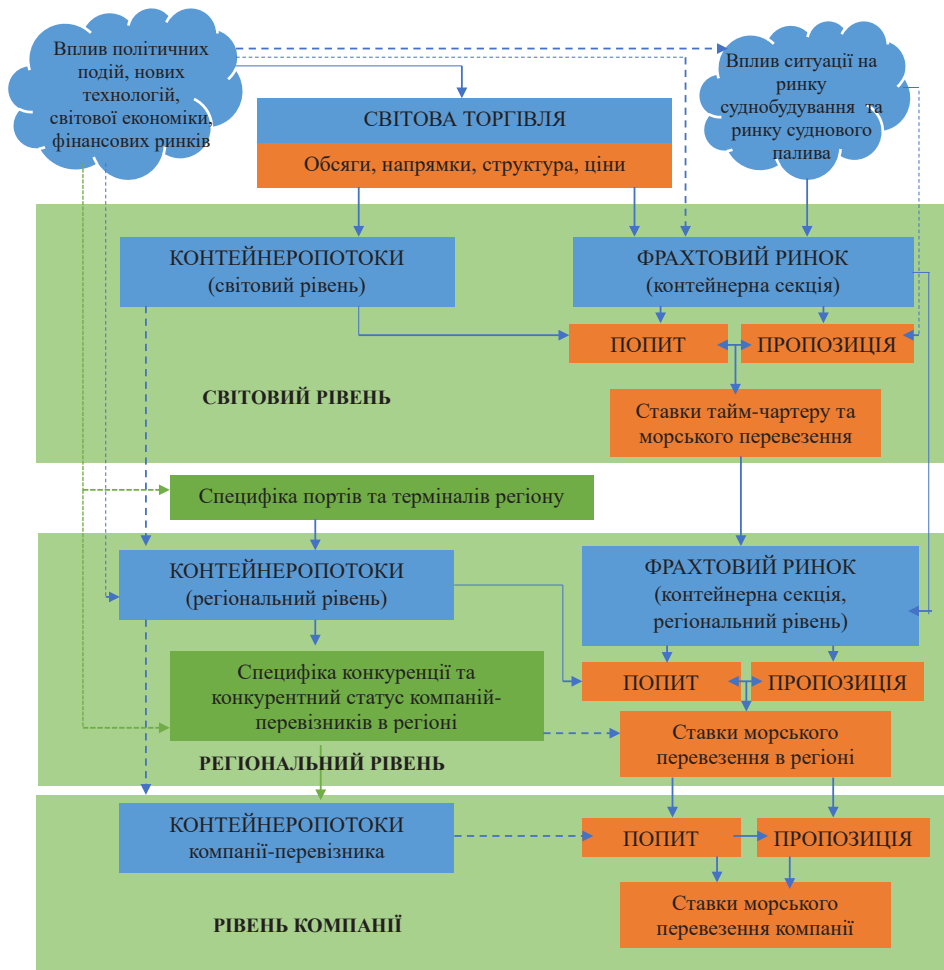 Вплив політичних
подій, нових
технологій,
світової економіки,
фінансових ринків
Вплив ситуації на
ринку
суднобудування та
ринку суднового
палива
СВІТОВА ТОРГІВЛЯ
Обсяги, напрямки, структура, ціни
КОНТЕЙНЕРОПОТОКИ
(світовий рівень)
ФРАХТОВИЙ РИНОК
(контейнерна секція)
ПОПИТ
ПРОПОЗИЦІЯ
СВІТОВИЙ РІВЕНЬ
Ставки тайм-чартеру та
морського перевезення
Специфіка портів та терміналів регіону
КОНТЕЙНЕРОПОТОКИ
(регіональний рівень)
ФРАХТОВИЙ РИНОК
(контейнерна секція,
регіональний рівень)
Специфіка конкуренції та
конкурентний статус компаній-
перевізників в регіоні
ПОПИТ
ПРОПОЗИЦІЯ
Ставки морського
перевезення в регіоні
РЕГІОНАЛЬНИЙ РІВЕНЬ
КОНТЕЙНЕРОПОТОКИ
компанії-перевізника
ПОПИТ
ПРОПОЗИЦІЯ
Ставки морського
перевезення компанії
РІВЕНЬ КОМПАНІЇ